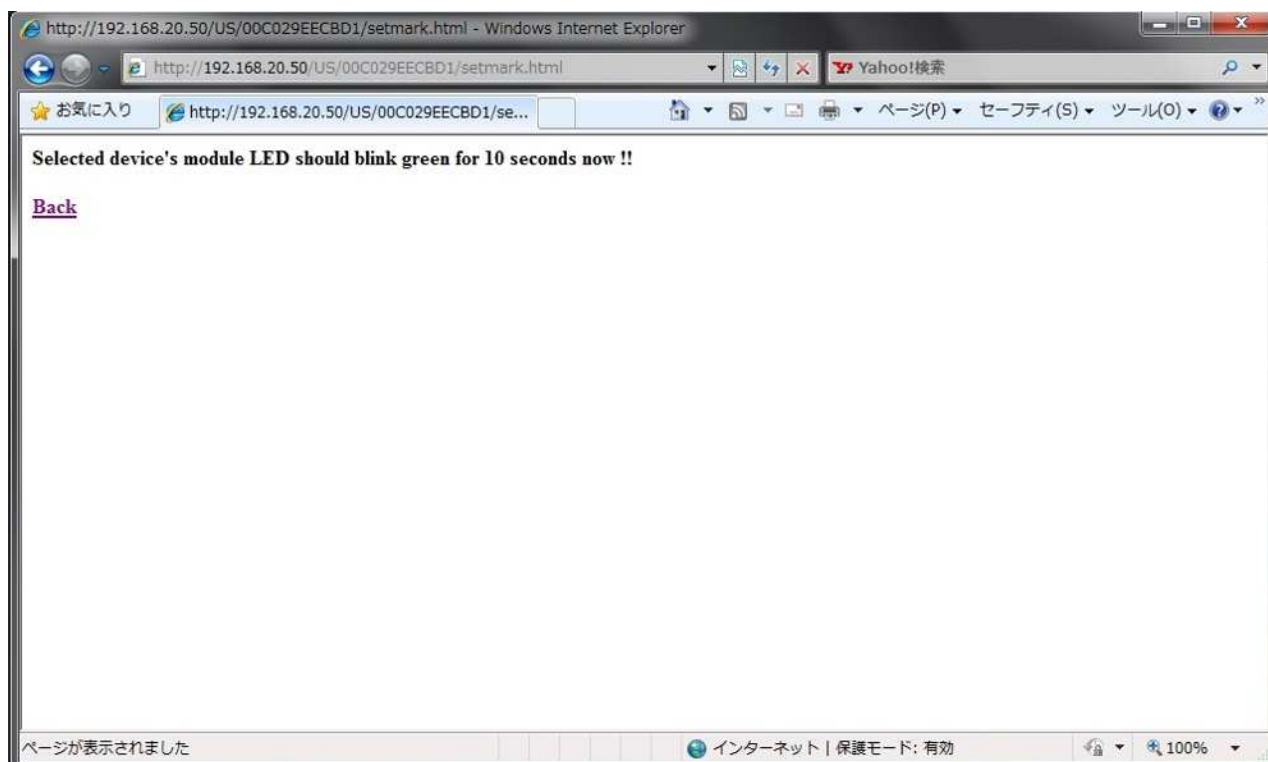 http://192.168.20.50/US/00C029EECBD1/setmark.html - Windows Internet Explorer
http://192.168.20.50/US/00C029EECBD1/setmark.html
Yahoo!検索
お気に入り
http://192.168.20.50/US/00C029EECBD1/se...
ページ(P)
セーフティ(S)
ツール(O)
Selected device's module LED should blink green for 10 seconds now !!
Back
ページが表示されました
インターネット | 保護モード: 有効
100%